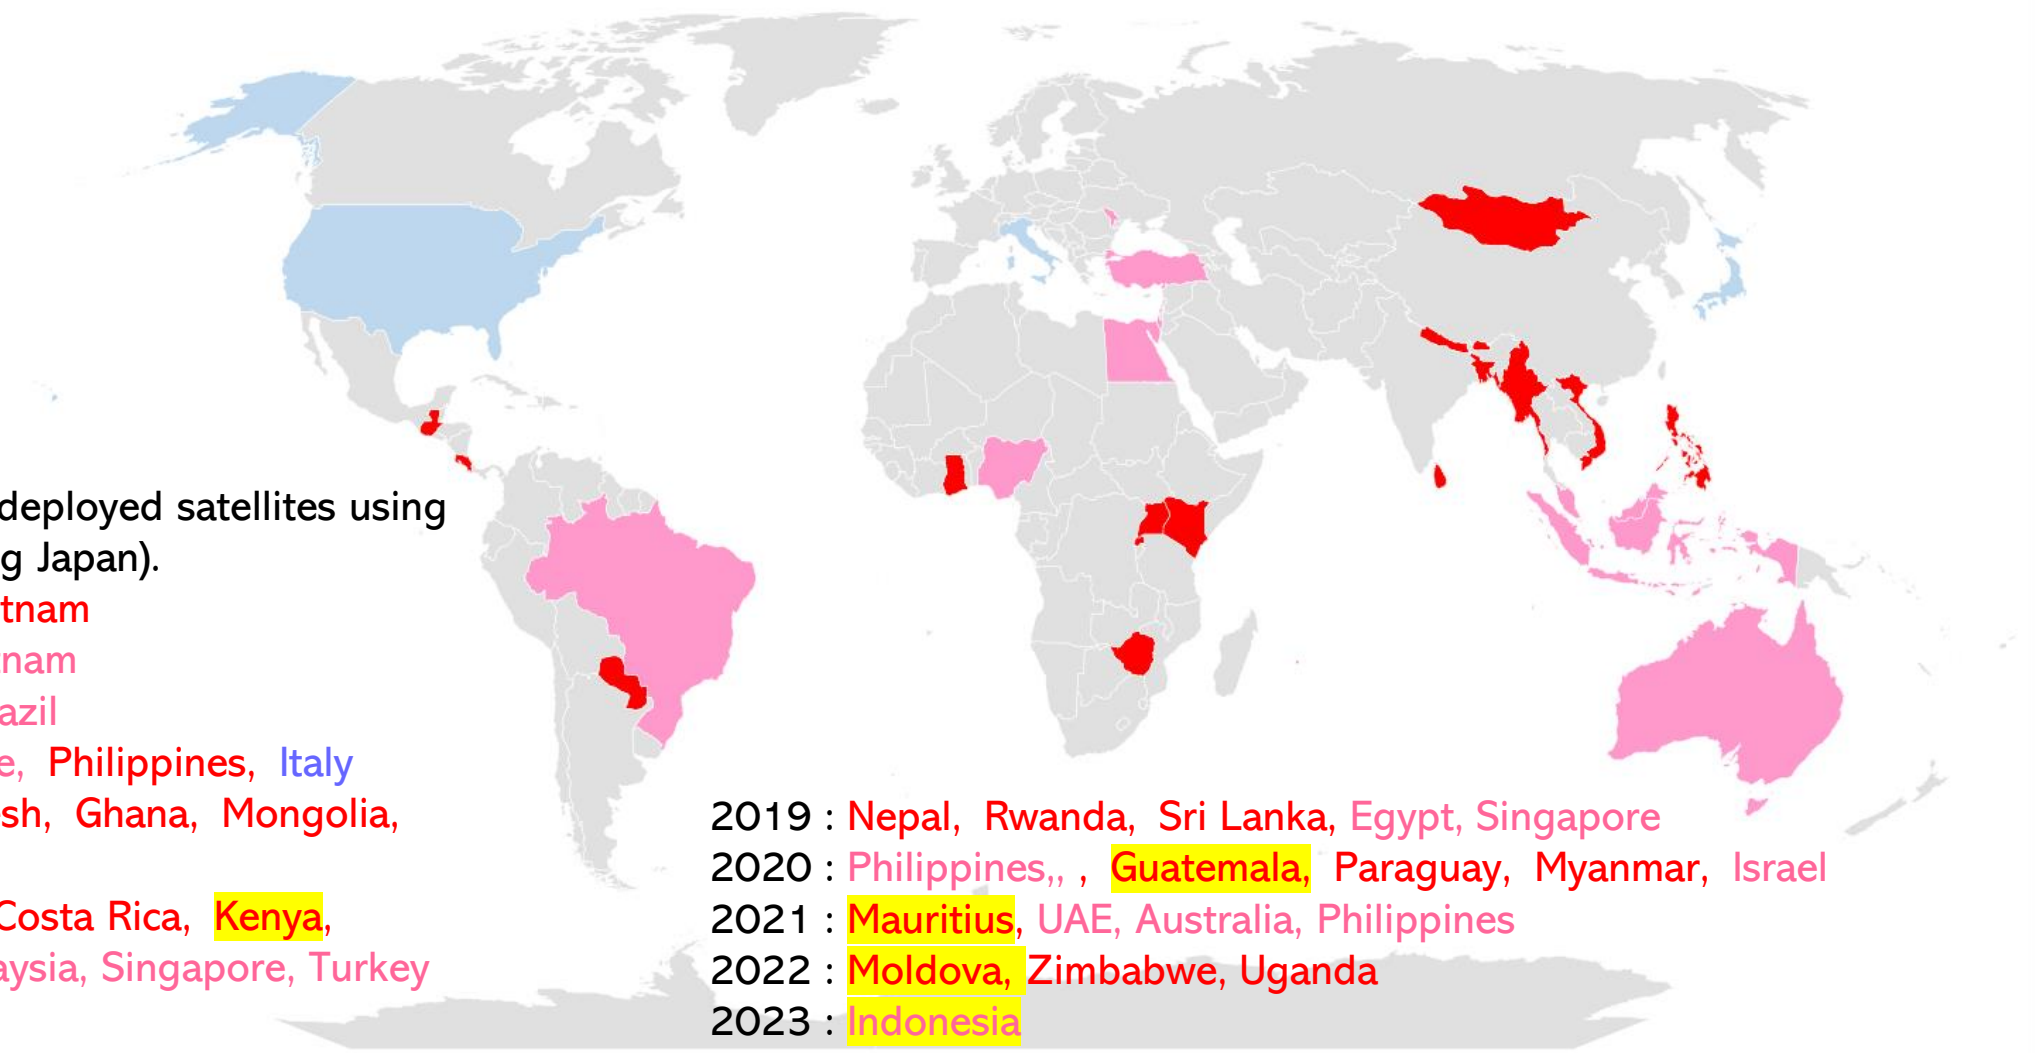 deployed satellites using
g Japan).
tnam
tnam
azil
e, Philippines, Italy
sh, Ghana, Mongolia,
Costa Rica, Kenya,
aysia, Singapore, Turkey
2019 : Nepal, Rwanda, Sri Lanka, Egypt, Singapore
2020 : Philippines,, , Guatemala, Paraguay, Myanmar, Israel
2021 : Mauritius, UAE, Australia, Philippines
2022 : Moldova, Zimbabwe, Uganda
2023 : Indonesia